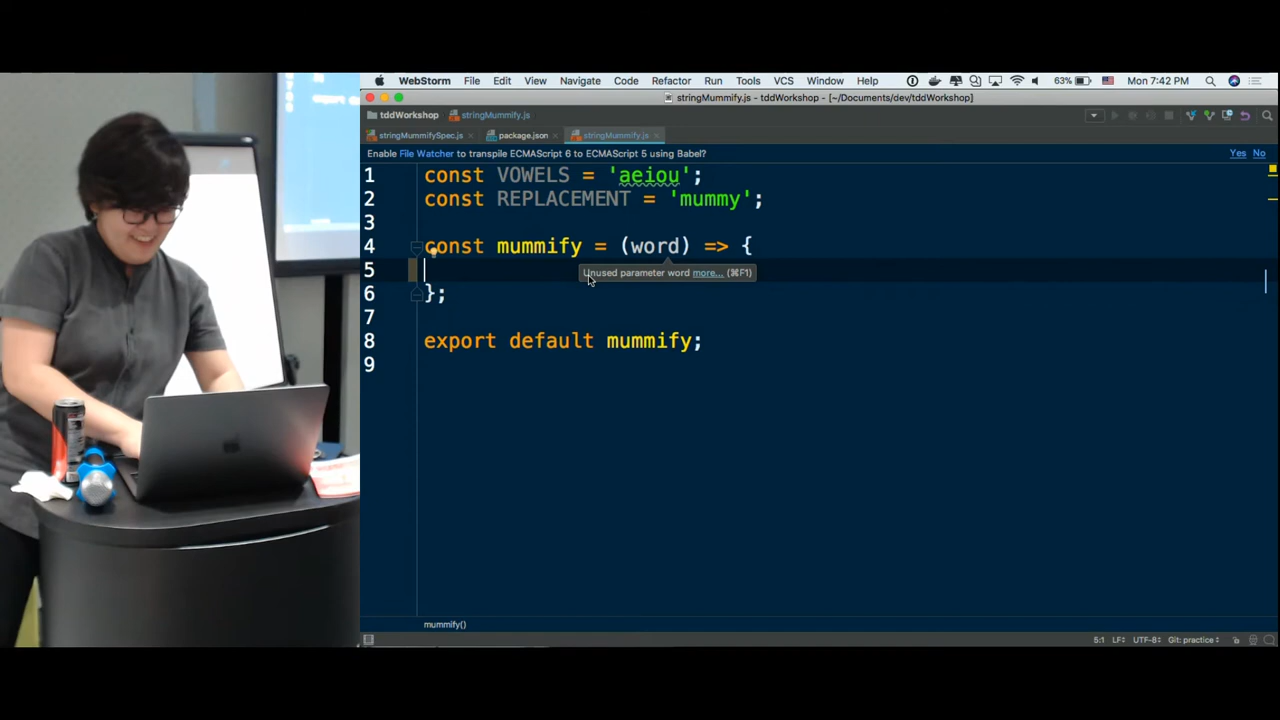 WebStorm File Edit View Navigate Code Refactor Run Tools VCS Window Help 63% Mon 7:42 PM
stringMummify.js - tddWorkshop - [~/Documents/dev/tddWorkshop]
tddWorkshop stringMummify.js
stringMummifySpec.js package.json stringMummify.js
Enable File Watcher to transpile ECMAScript 6 to ECMAScript 5 using Babel? Yes No
1 const VOWELS = 'aeiou';
2 const REPLACEMENT = 'mummy';
3
4 const mummify = (word) => {
5 Unused parameter word more... (⌘F1)
6 };
7
8 export default mummify;
9
mummify()
5:1 LF: UTF-8: Git: practice